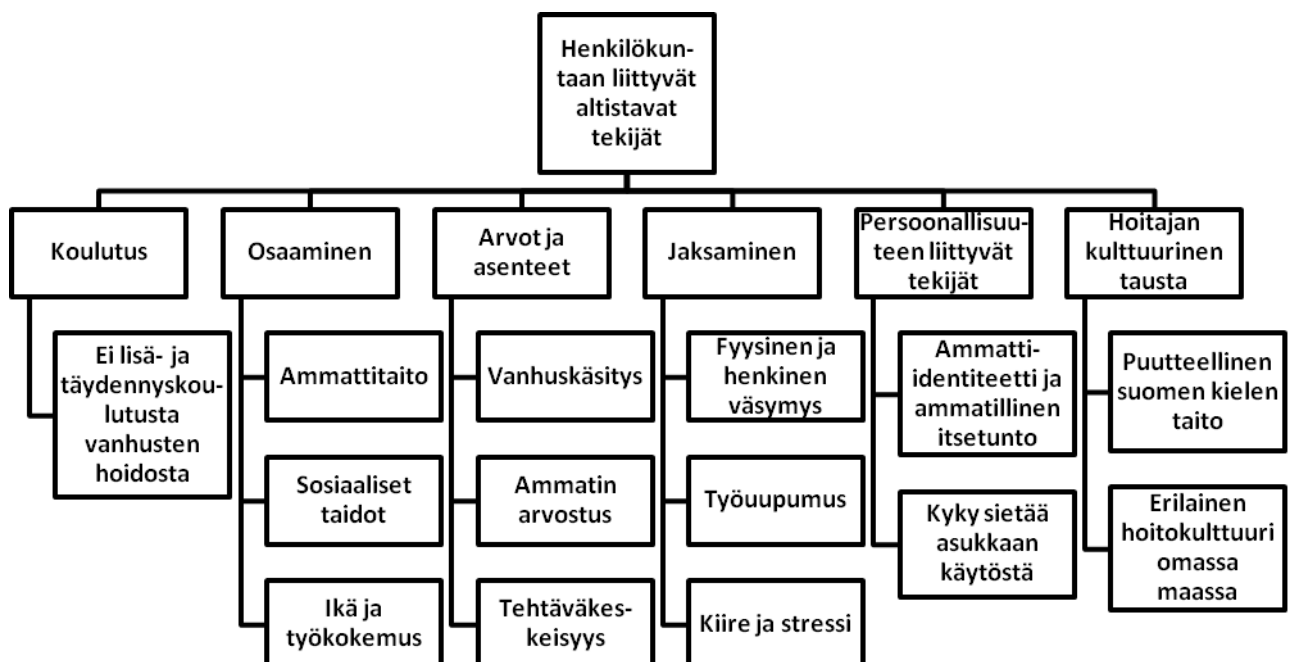 Henkilökun-
taan liittyvät
altistavat
tekijät
Koulutus
Ei lisä- ja
täydennyskou-
lutusta
vanhusten
hoidosta
Osaaminen
Ammattitaito
Sosiaaliset
taidot
Ikä ja
työkokemus
Arvot ja
asenteet
Vanhuskäsitys
Ammatin
arvostus
Tehtäväkes-
keisyys
Jaksaminen
Fyysinen ja
henkinen
väsymys
Työuupumus
Kiire ja stressi
Persoonallisuu-
teen liittyvät
tekijät
Ammatti-
identiteetti ja
ammatillinen
itsetunto
Kyky sietää
asukkaan
käytöstä
Hoitajan
kulttuurinen
tausta
Puutteellinen
suomen kielen
taito
Erilainen
hoitokulttuuri
omassa
maassa